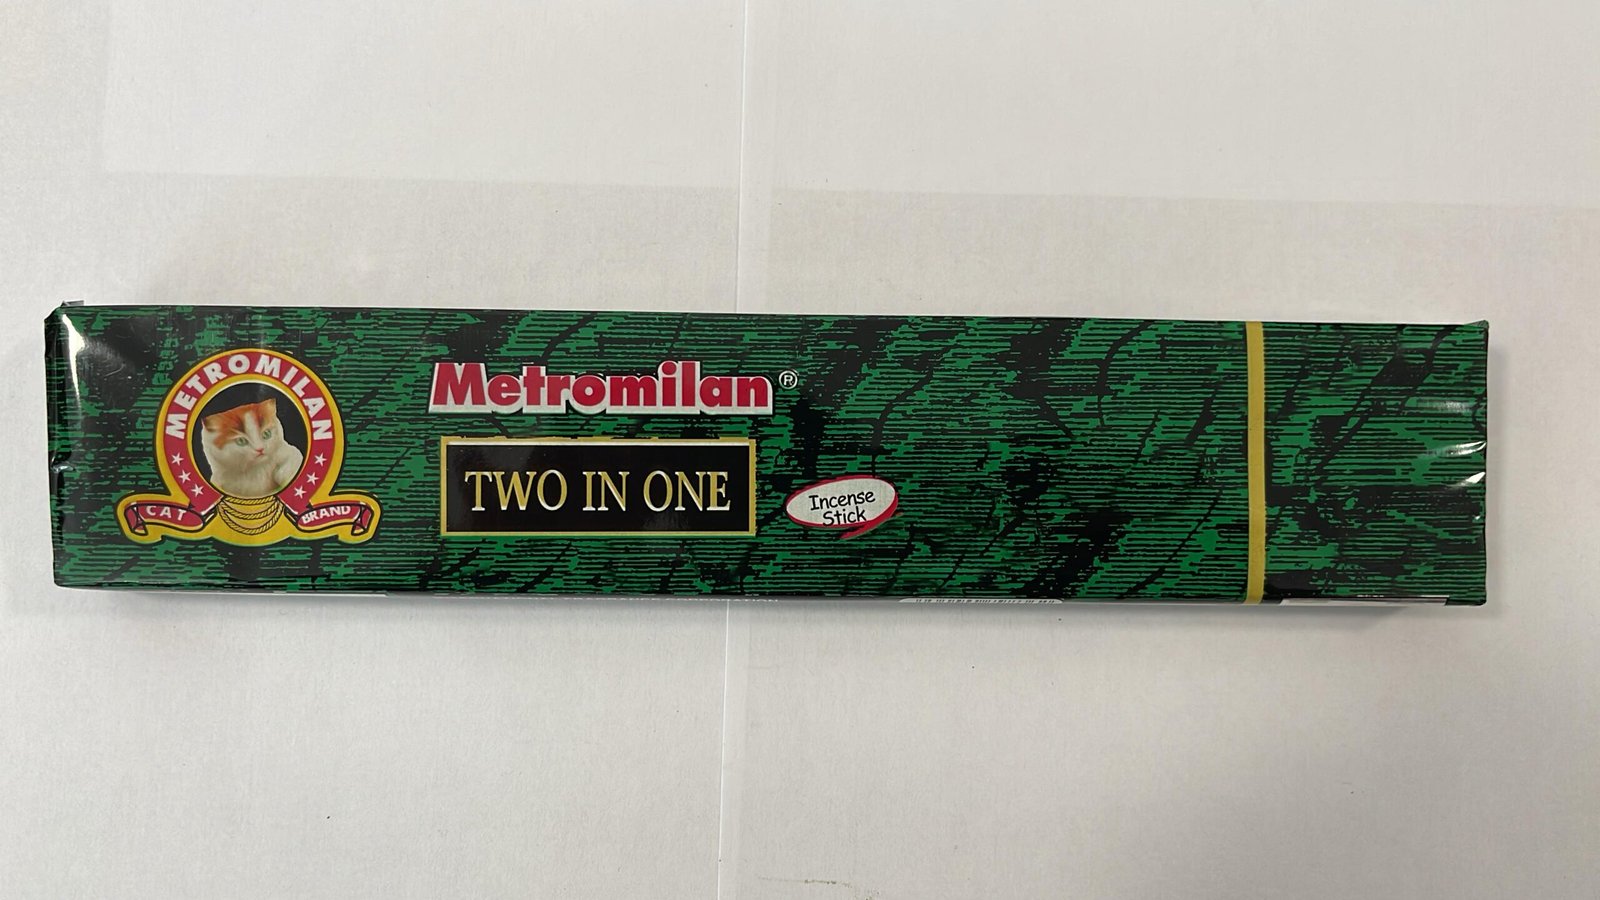 METROMILAN
CAT BRAND
Metromilan®
TWO IN ONE
Incense
Stick